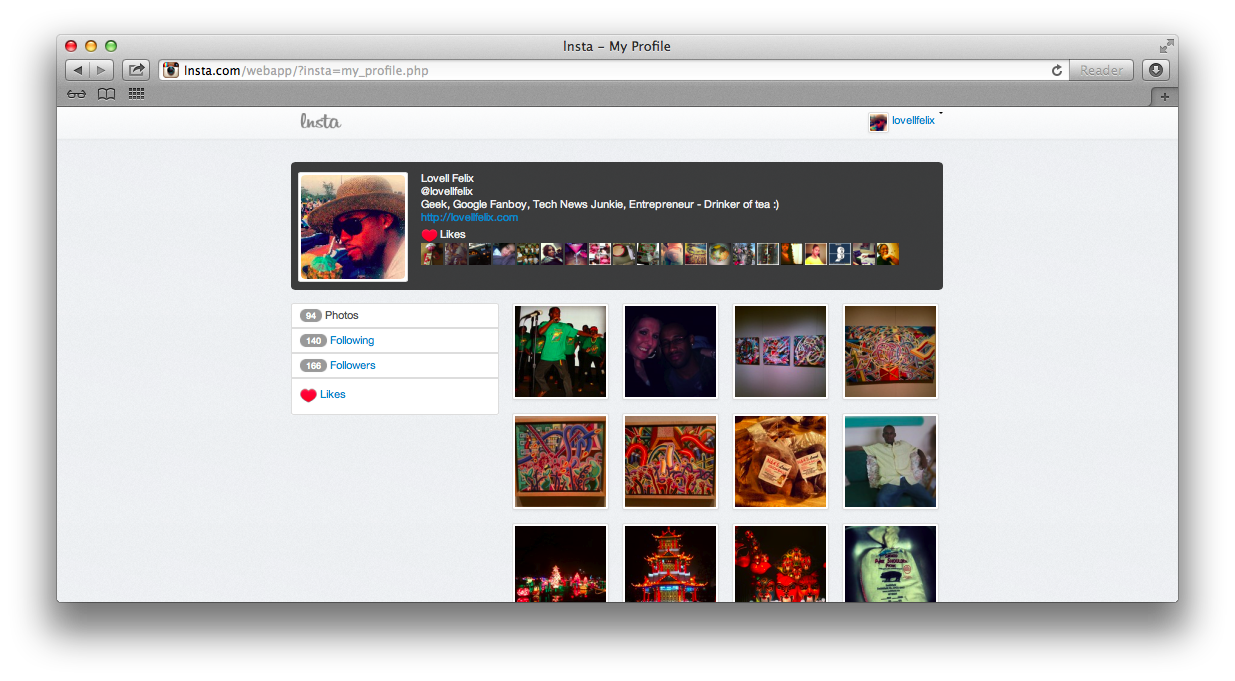 Insta – My Profile
Insta.com/webapp/?insta=my_profile.php
Reader
Insta
lovellfelix
Lovell Felix
@lovellfelix
Geek, Google Fanboy, Tech News Junkie, Entrepreneur - Drinker of tea :)
http://lovellfelix.com
Likes
94 Photos
140 Following
166 Followers
Likes